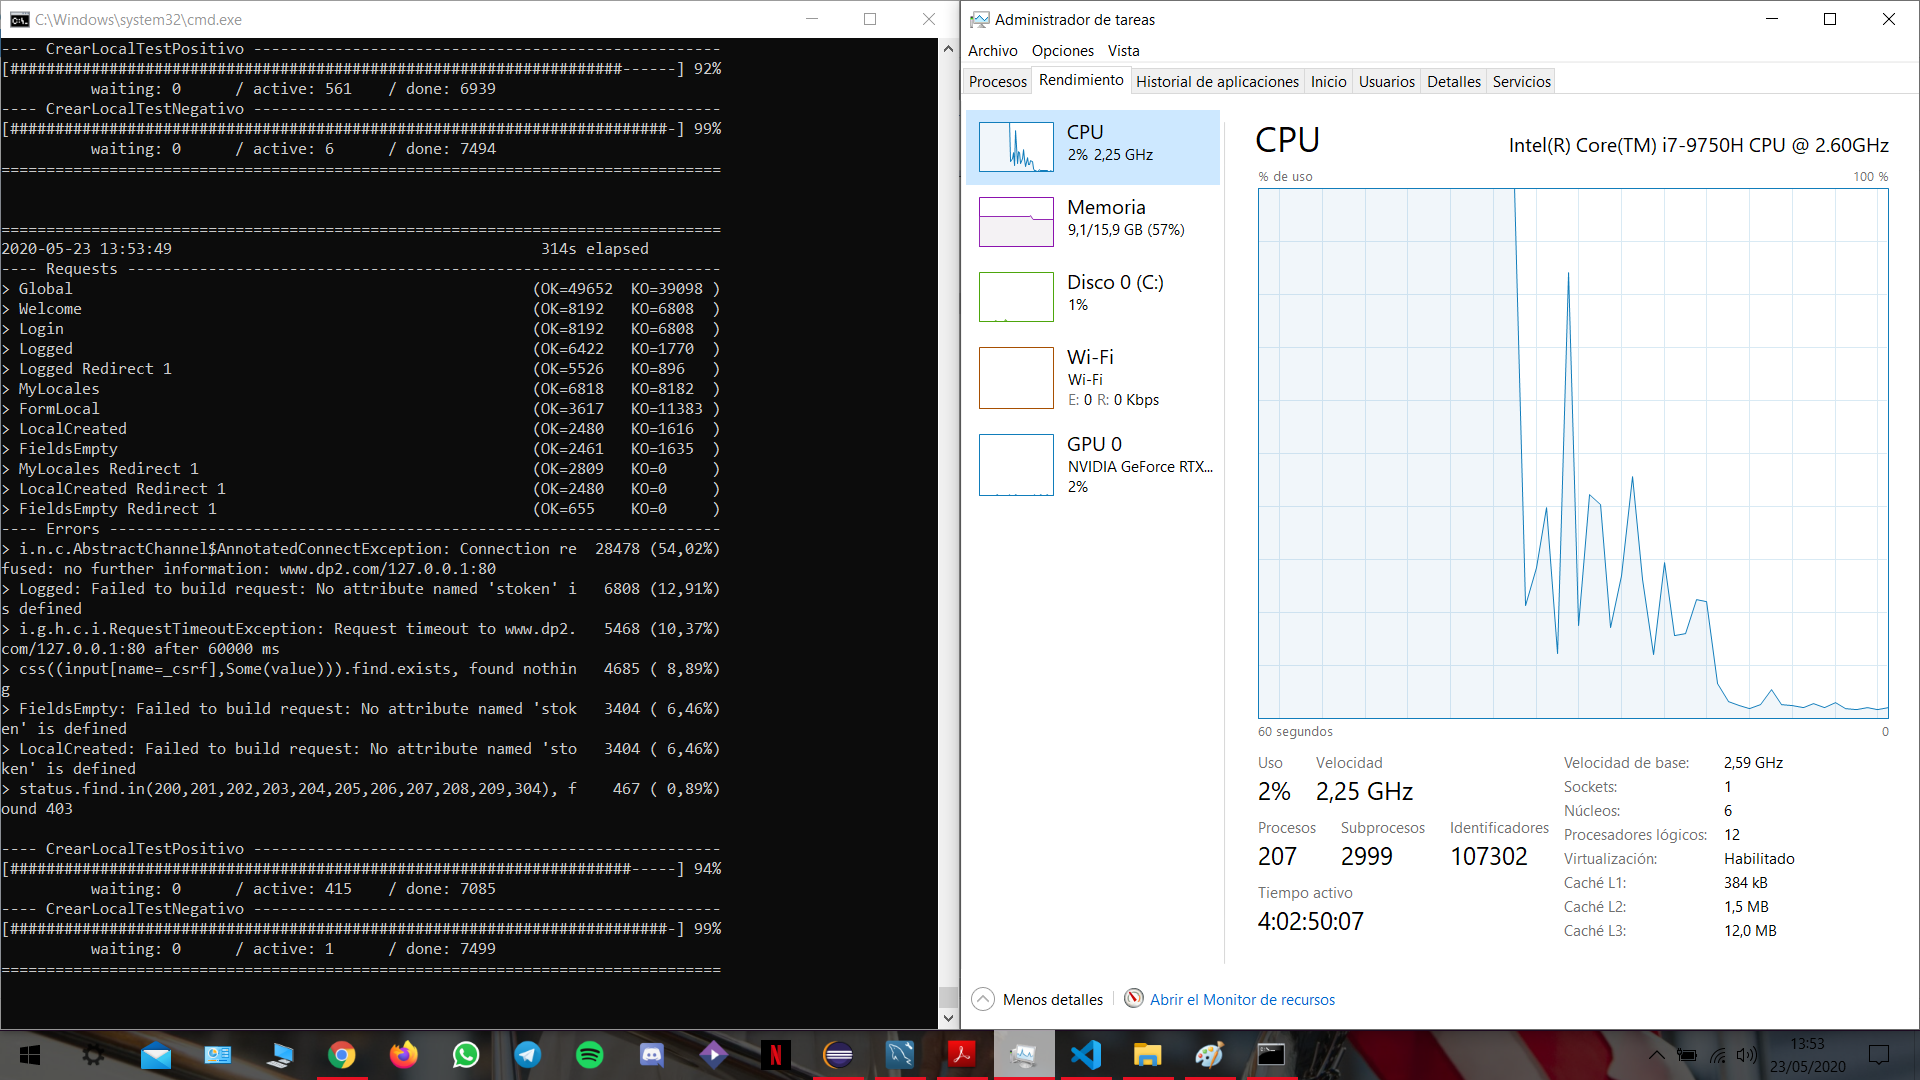 C:\Windows\system32\cmd.exe
---- CrearLocalTestPositivo ----------------------------------------------------
[####################################################################------] 92%
waiting: 0 / active: 561 / done: 6939
---- CrearLocalTestNegativo ----------------------------------------------------
[#########################################################################-] 99%
waiting: 0 / active: 6 / done: 7494
================================================================================
================================================================================
2020-05-23 13:53:49 314s elapsed
---- Requests ------------------------------------------------------------------
> Global (OK=49652 KO=39098 )
> Welcome (OK=8192 KO=6808 )
> Login (OK=8192 KO=6808 )
> Logged (OK=6422 KO=1770 )
> Logged Redirect 1 (OK=5526 KO=896 )
> MyLocales (OK=6818 KO=8182 )
> FormLocal (OK=3617 KO=11383 )
> LocalCreated (OK=2480 KO=1616 )
> FieldsEmpty (OK=2461 KO=1635 )
> MyLocales Redirect 1 (OK=2809 KO=0 )
> LocalCreated Redirect 1 (OK=2480 KO=0 )
> FieldsEmpty Redirect 1 (OK=655 KO=0 )
---- Errors --------------------------------------------------------------------
> i.n.c.AbstractChannel$AnnotatedConnectException: Connection re 28478 (54,02%)
fused: no further information: www.dp2.com/127.0.0.1:80
> Logged: Failed to build request: No attribute named 'stoken' i 6808 (12,91%)
s defined
> i.g.h.c.i.RequestTimeoutException: Request timeout to www.dp2. 5468 (10,37%)
com/127.0.0.1:80 after 60000 ms
> css((input[name=_csrf],Some(value))).find.exists, found nothin 4685 ( 8,89%)
g
> FieldsEmpty: Failed to build request: No attribute named 'stok 3404 ( 6,46%)
en' is defined
> LocalCreated: Failed to build request: No attribute named 'sto 3404 ( 6,46%)
ken' is defined
> status.find.in(200,201,202,203,204,205,206,207,208,209,304), f 467 ( 0,89%)
ound 403
---- CrearLocalTestPositivo ----------------------------------------------------
[#####################################################################-----] 94%
waiting: 0 / active: 415 / done: 7085
---- CrearLocalTestNegativo ----------------------------------------------------
[#########################################################################-] 99%
waiting: 0 / active: 1 / done: 7499
================================================================================
Administrador de tareas
Archivo Opciones Vista
Procesos Rendimiento Historial de aplicaciones Inicio Usuarios Detalles Servicios
CPU
2% 2,25 GHz
Memoria
9,1/15,9 GB (57%)
Disco 0 (C:)
1%
Wi-Fi
Wi-Fi
E: 0 R: 0 Kbps
GPU 0
NVIDIA GeForce RTX...
2%
CPU Intel(R) Core(TM) i7-9750H CPU @ 2.60GHz
% de uso 100 %
60 segundos 0
Uso Velocidad
2% 2,25 GHz
Procesos Subprocesos Identificadores
207 2999 107302
Tiempo activo
4:02:50:07
Velocidad de base: 2,59 GHz
Sockets: 1
Núcleos: 6
Procesadores lógicos: 12
Virtualización: Habilitado
Caché L1: 384 kB
Caché L2: 1,5 MB
Caché L3: 12,0 MB
Menos detalles Abrir el Monitor de recursos
13:53
23/05/2020